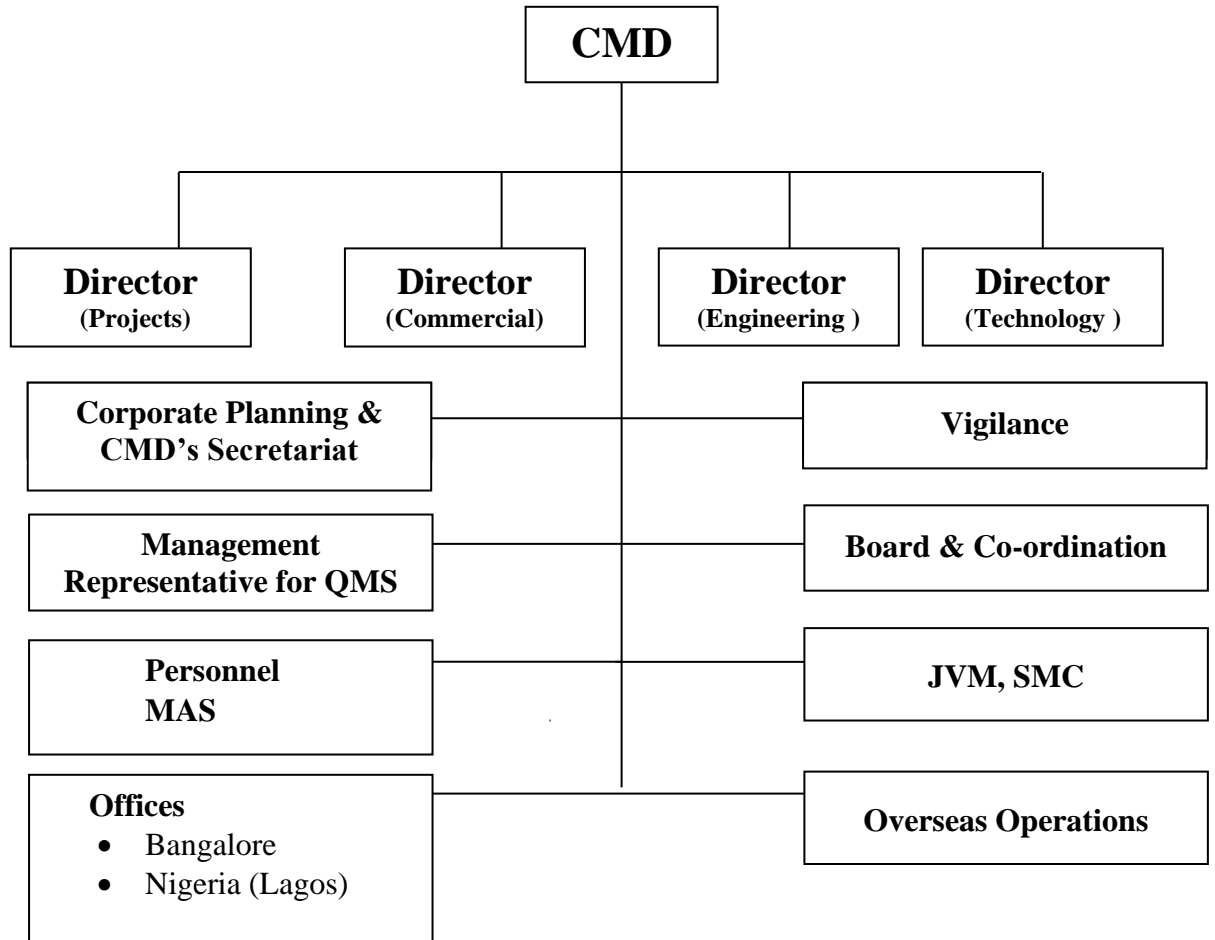 CMD
Director
(Projects)
Director
(Commercial)
Director
(Engineering )
Director
(Technology )
Corporate Planning &
CMD’s Secretariat
Vigilance
Management
Representative for QMS
Board & Co-ordination
Personnel
MAS
JVM, SMC
Offices
• Bangalore
• Nigeria (Lagos)
Overseas Operations